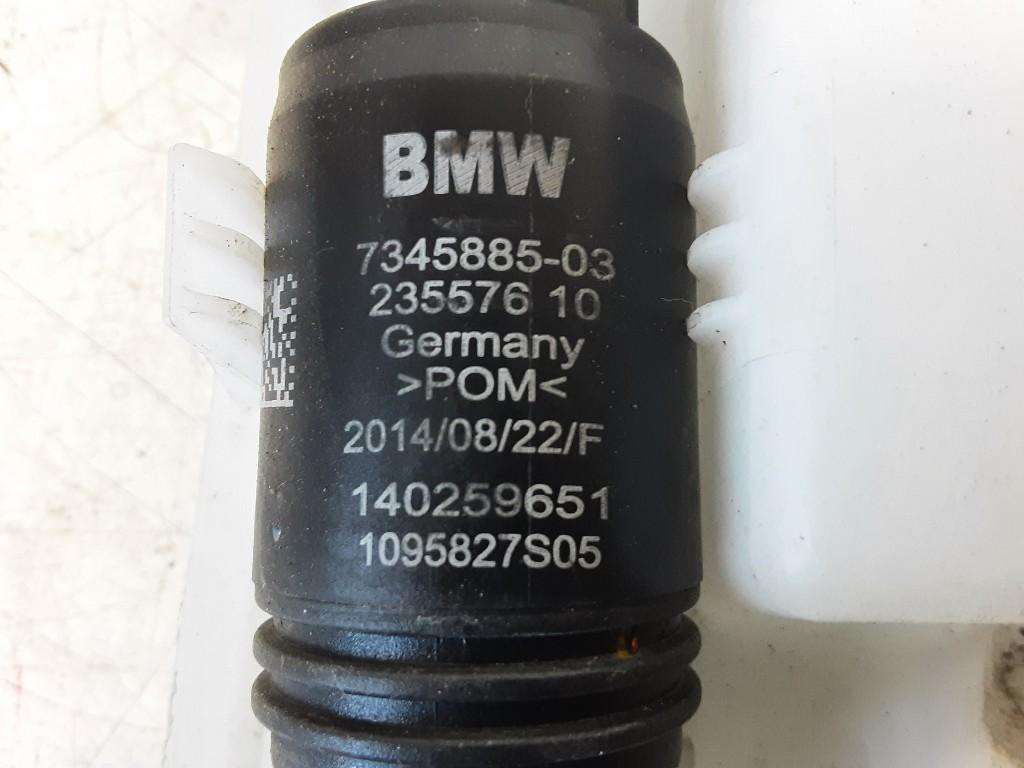 BMW
7345885-03
235576 10
Germany
>POM<
2014/08/22/F
140259651
1095827S05